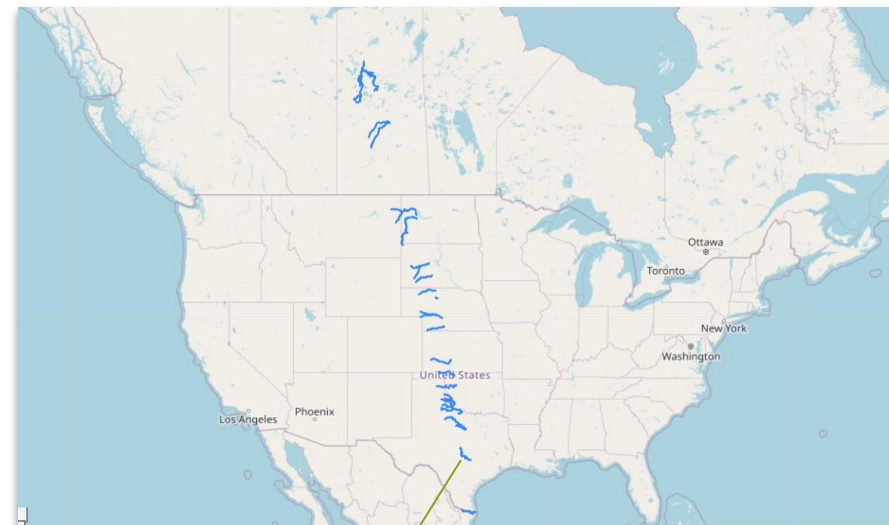 Ottawa
Toronto
New York
Washington
United States
Phoenix
Los Angeles